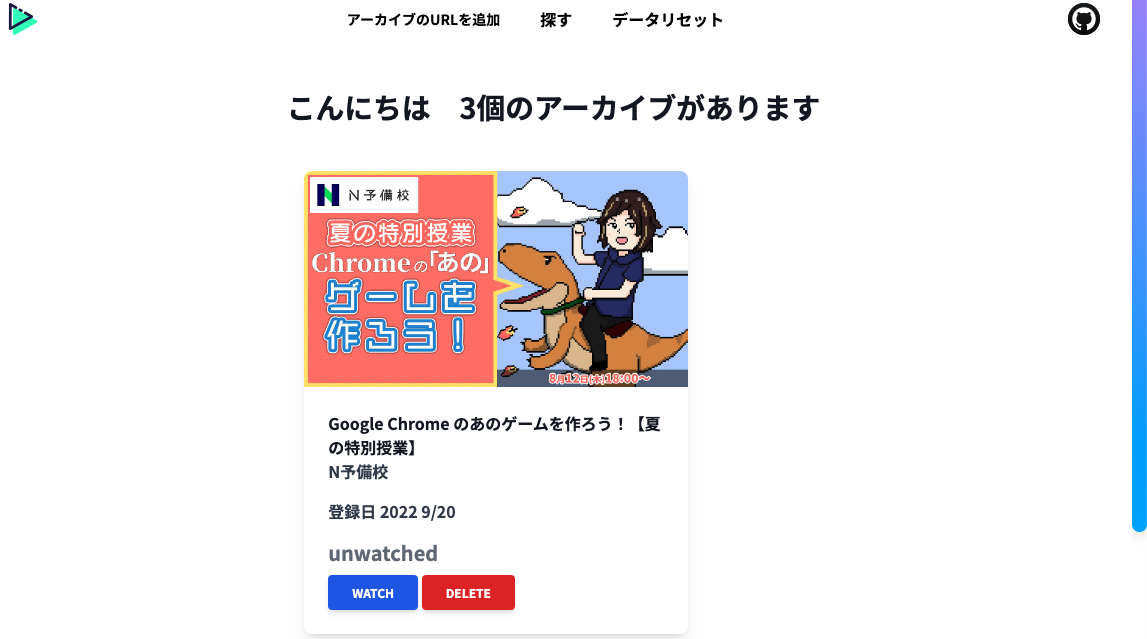 アーカイブのURLを追加 探す データリセット
こんにちは　3個のアーカイブがあります
N予備校
夏の特別授業
Chromeの「あの」
ゲームを
作ろう！
8月12日(木)18:00〜
Google Chrome のあのゲームを作ろう！【夏
の特別授業】
N予備校
登録日 2022 9/20
unwatched
WATCH DELETE